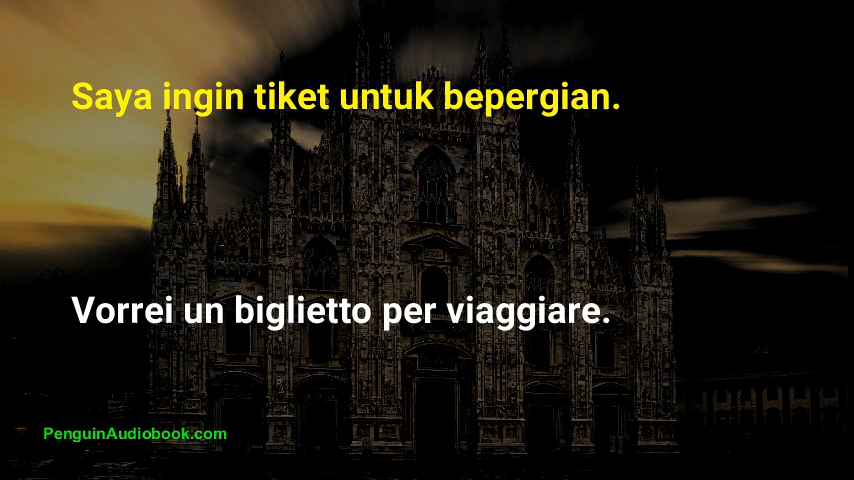 Saya ingin tiket untuk bepergian.
Vorrei un biglietto per viaggiare.
PenguinAudiobook.com